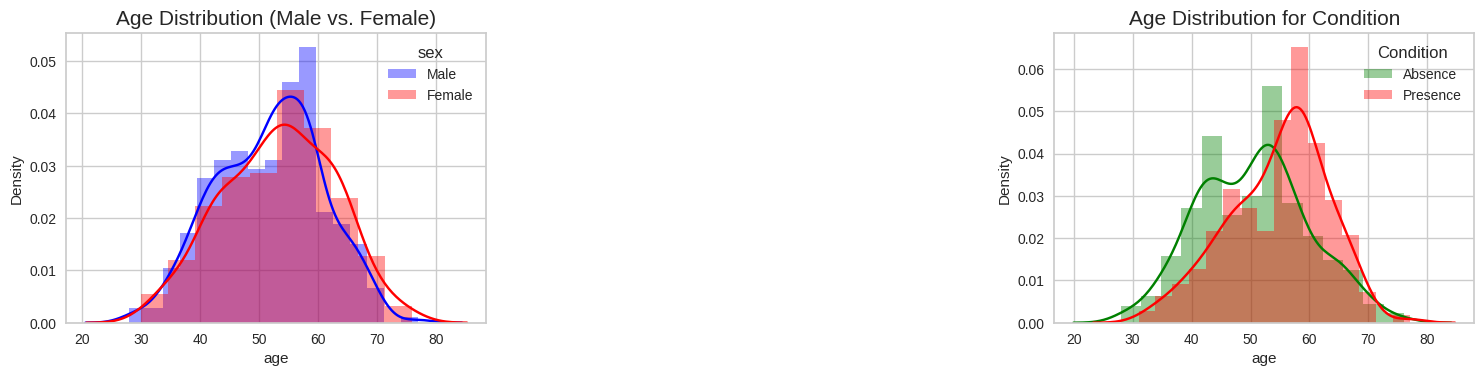 Age Distribution (Male vs. Female)
sex
Male
Female
Density
0.05
0.04
0.03
0.02
0.01
0.00
20 30 40 50 60 70 80
age
Age Distribution for Condition
Condition
Absence
Presence
Density
0.06
0.05
0.04
0.03
0.02
0.01
0.00
20 30 40 50 60 70 80
age